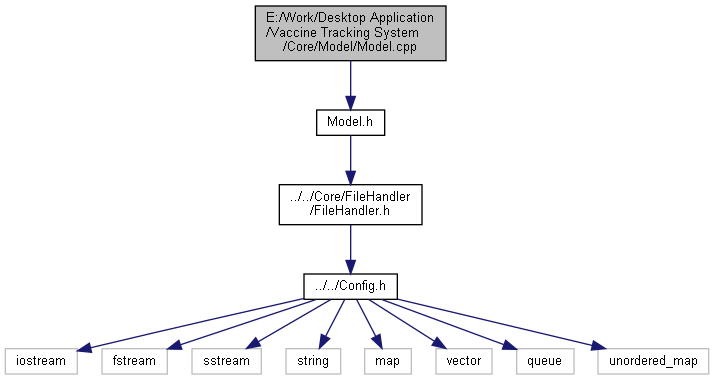 E:/Work/Desktop Application
/Vaccine Tracking System
/Core/Model/Model.cpp
Model.h
../../Core/FileHandler
/FileHandler.h
../../Config.h
iostream
fstream
sstream
string
map
vector
queue
unordered_map